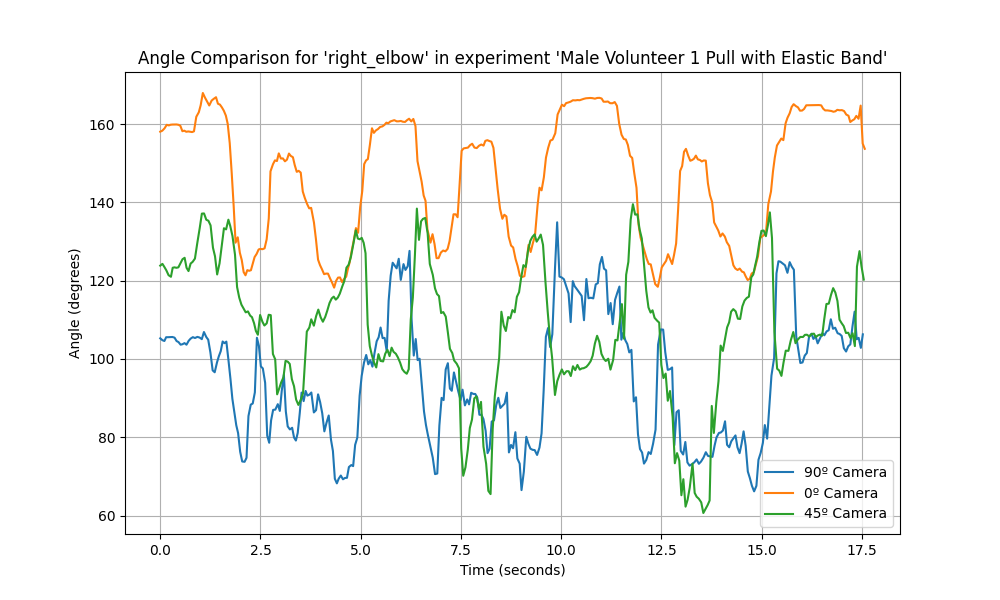 Angle Comparison for 'right_elbow' in experiment 'Male Volunteer 1 Pull with Elastic Band'
160
140
120
100
80
60
Angle (degrees)
0.0 2.5 5.0 7.5 10.0 12.5 15.0 17.5
Time (seconds)
90º Camera
0º Camera
45º Camera